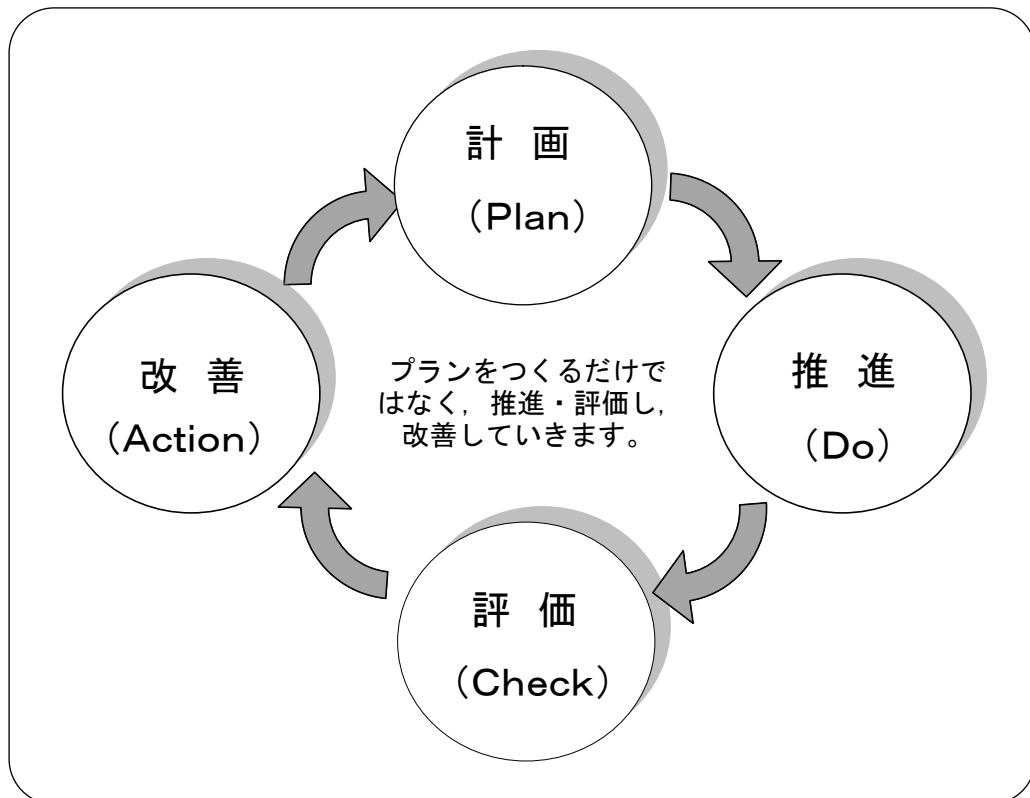 計 画
（Plan）
推 進
（Do）
評 価
（Check）
改 善
（Action）
プランをつくるだけで
はなく，推進・評価し，
改善していきます。